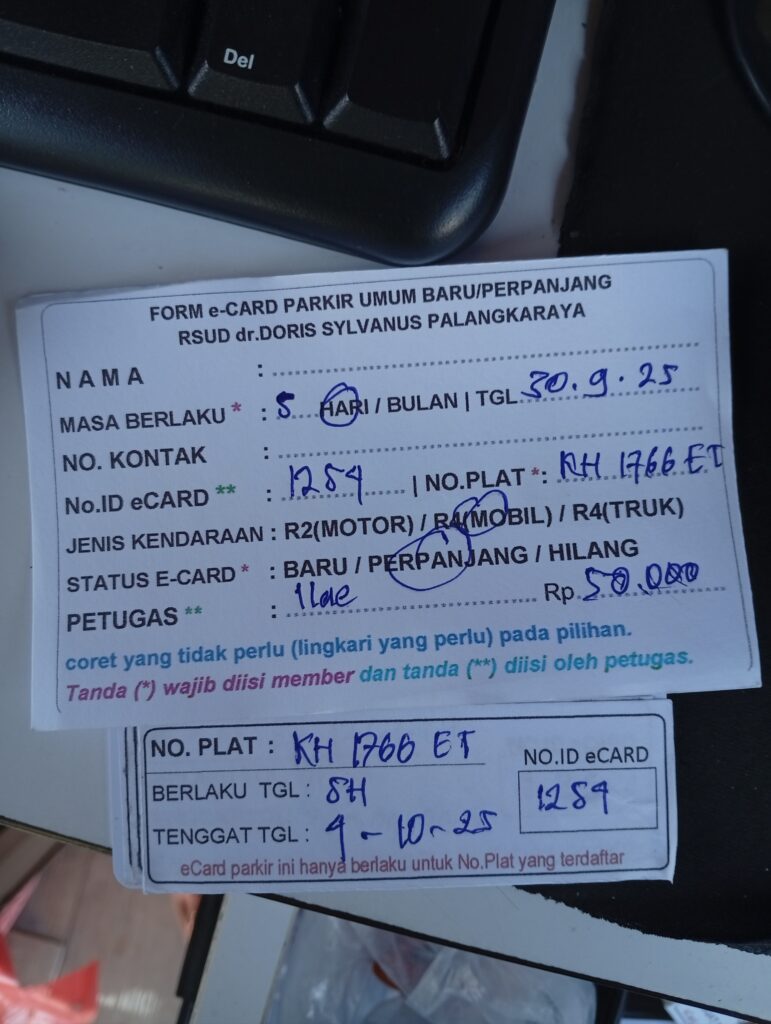 Del
FORM e-CARD PARKIR UMUM BARU/PERPANJANG
RSUD dr.DORIS SYLVANUS PALANGKARAYA
N A M A :
MASA BERLAKU * : 5 HARI / BULAN | TGL 30.9.25
NO. KONTAK :
No.ID eCARD ** : 1254 | NO.PLAT *: KH 1766 ET
JENIS KENDARAAN : R2(MOTOR) / R4(MOBIL) / R4(TRUK)
STATUS E-CARD * : BARU / PERPANJANG / HILANG
PETUGAS ** : Rp. 50.000
coret yang tidak perlu (lingkari yang perlu) pada pilihan.
Tanda (*) wajib diisi member dan tanda (**) diisi oleh petugas.
NO. PLAT : KH 1766 ET
BERLAKU TGL : 5H
TENGGAT TGL : 4-10-25
NO.ID eCARD
1254
eCard parkir ini hanya berlaku untuk No.Plat yang terdaftar